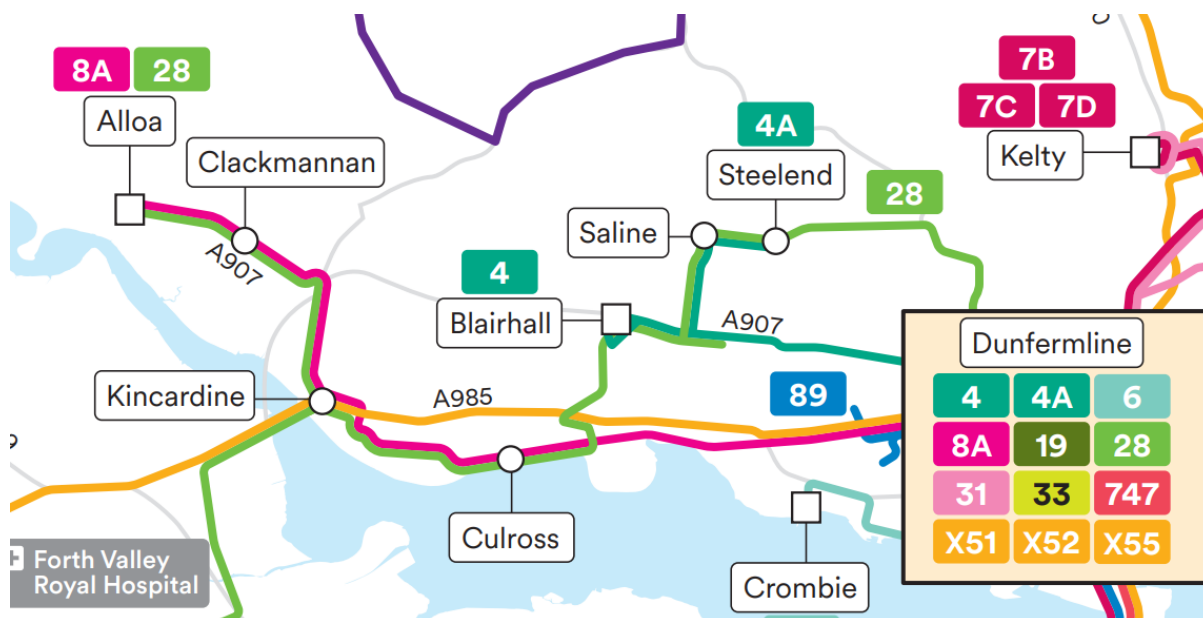 8A 28
Alloa
Clackmannan
A907
Kincardine
4A
Steelend
28
Saline
4
Blairhall
A907
A985
89
Culross
Crombie
7B
7C 7D
Kelty
Dunfermline
4 4A 6
8A 19 28
31 33 747
X51 X52 X55
Forth Valley
Royal Hospital